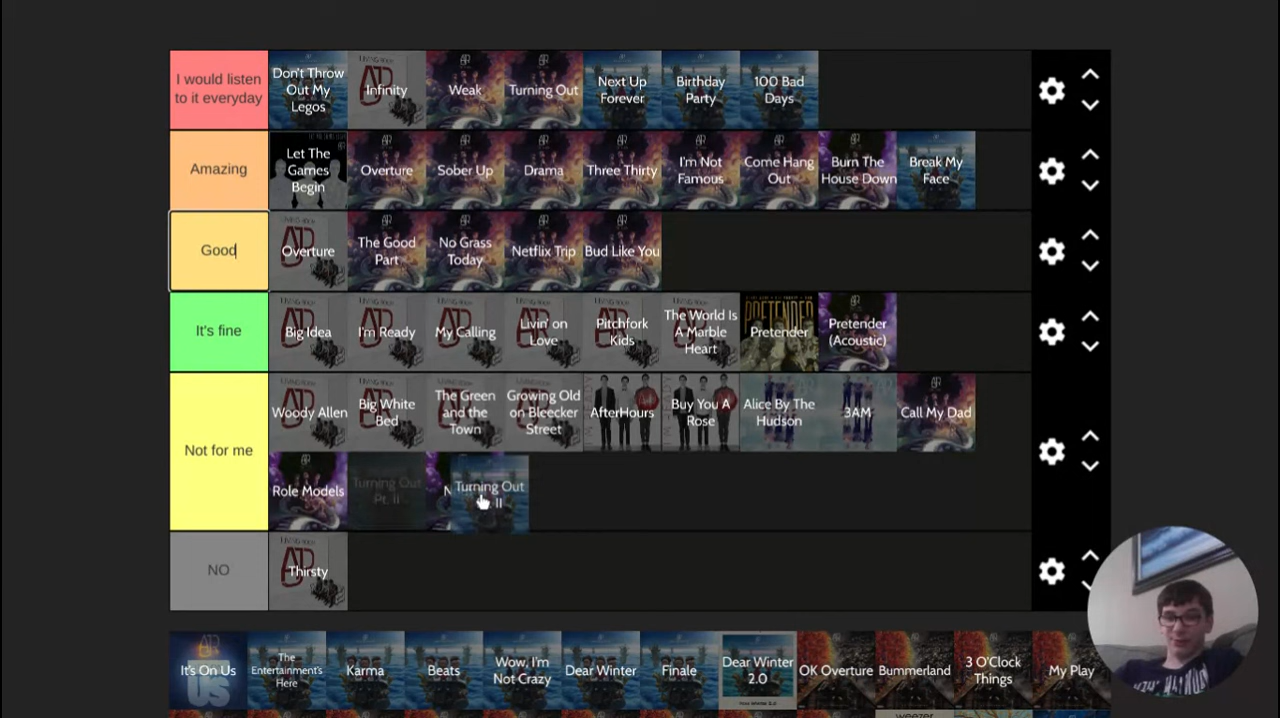 I would listen
to it everyday
Don't Throw
Out My
Legos
Infinity
Weak
Turning Out
Next Up
Forever
Birthday
Party
100 Bad
Days
Amazing
Let The
Games
Begin
Overture
Sober Up
Drama
Three Thirty
I'm Not
Famous
Come Hang
Out
Burn The
House Down
Break My
Face
Good
Overture
The Good
Part
No Grass
Today
Netflix Trip
Bud Like You
It's fine
Big Idea
I'm Ready
My Calling
Livin' on
Love
Pitchfork
Kids
The World Is
A Marble
Heart
Pretender
Pretender
(Acoustic)
Not for me
Woody Allen
Big White
Bed
The Green
and the
Town
Growing Old
on Bleecker
Street
AfterHours
Buy You A
Rose
Alice By The
Hudson
3AM
Call My Dad
Role Models
Turning Out
Pt. II
Turning Out
II
NO
Thirsty
It's On Us
The
Entertainment's
Here
Karma
Beats
Wow, I'm
Not Crazy
Dear Winter
Finale
Dear Winter
2.0
OK Overture
Bummerland
3 O'Clock
Things
My Play
weezer